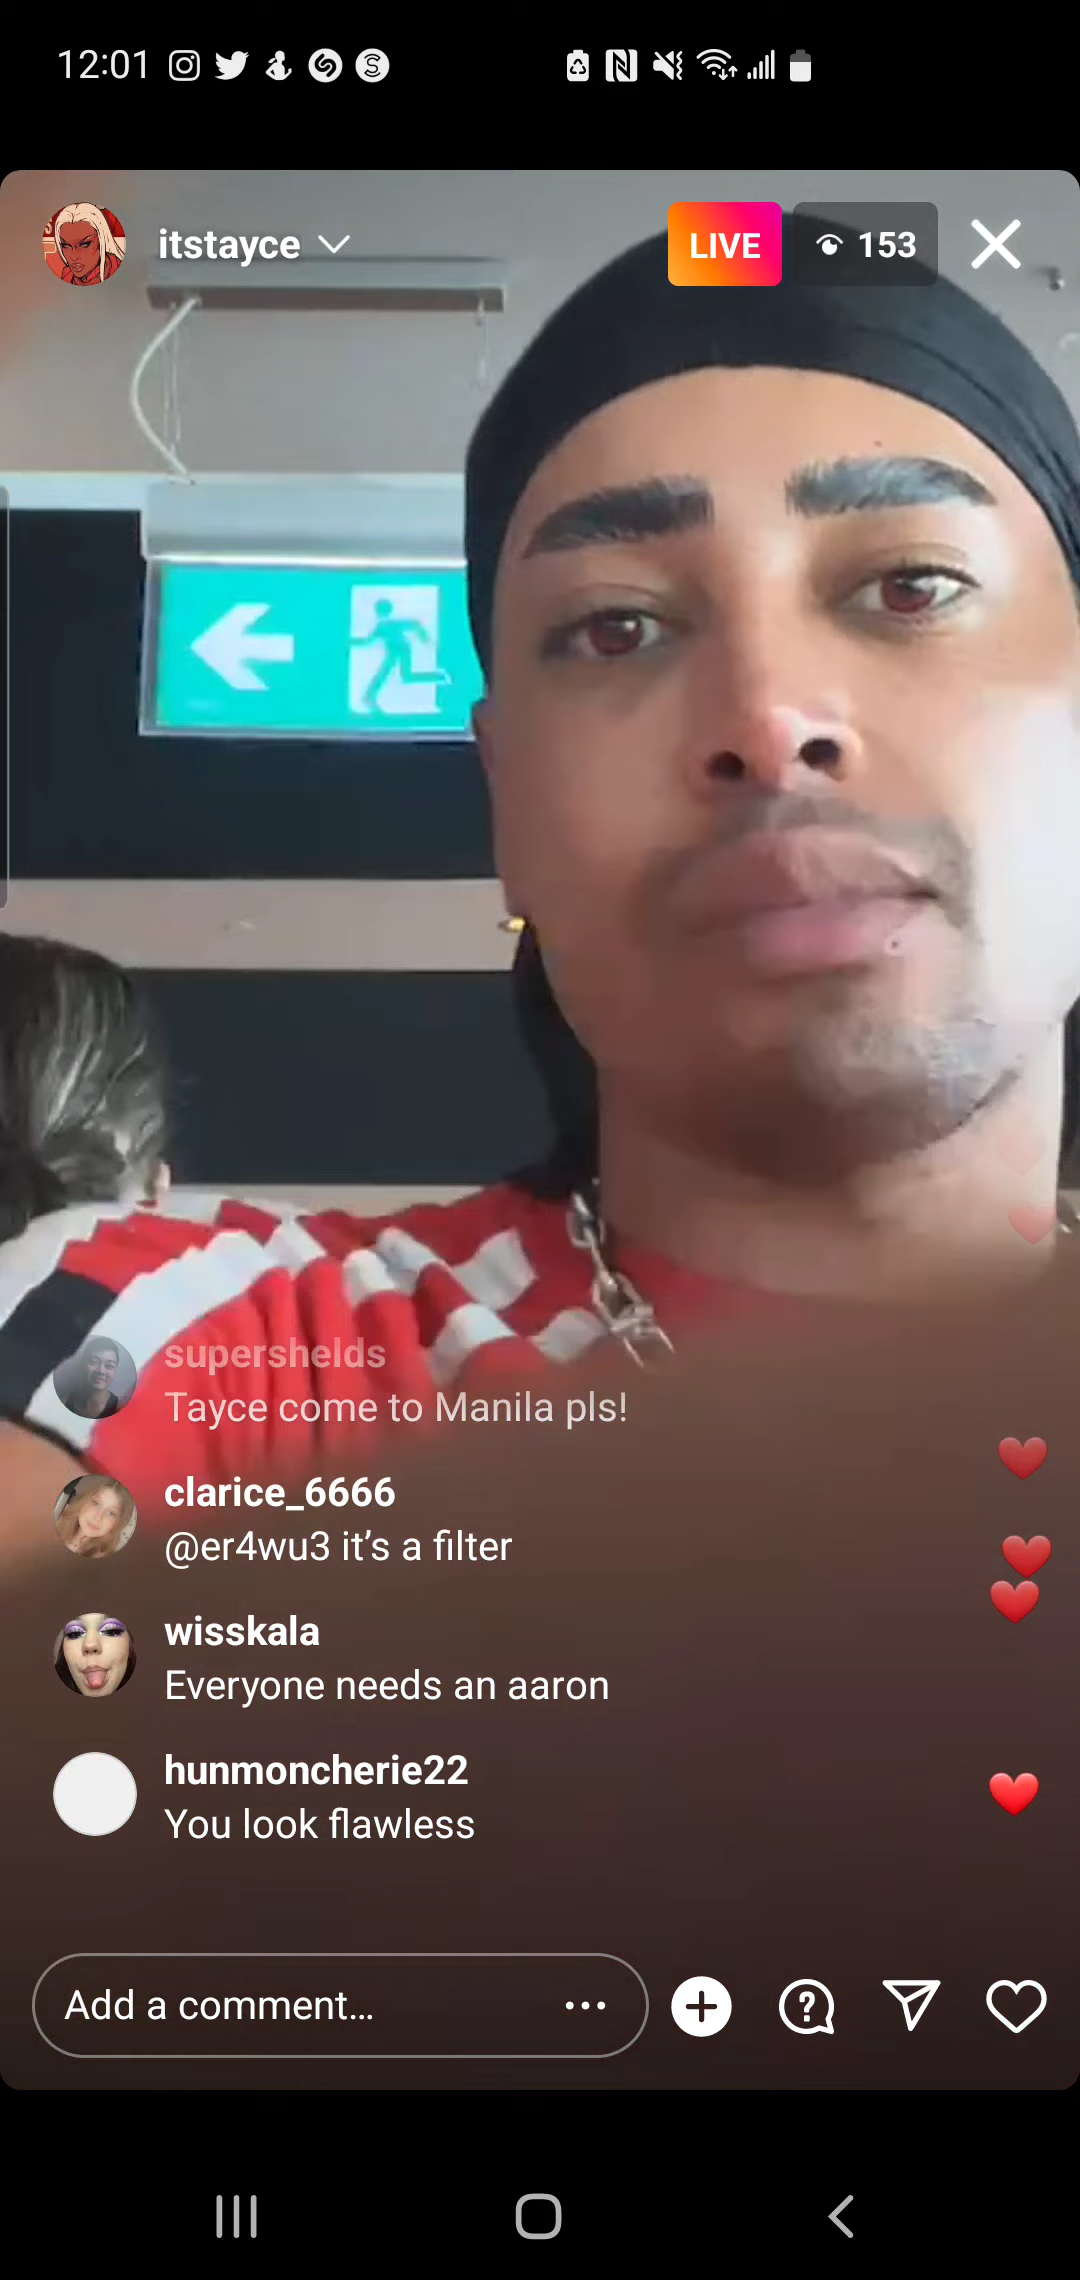 12:01
itstayce
LIVE
153
supershelds
Tayce come to Manila pls!
clarice_6666
@er4wu3 it’s a filter
wisskala
Everyone needs an aaron
hunmoncherie22
You look flawless
Add a comment...